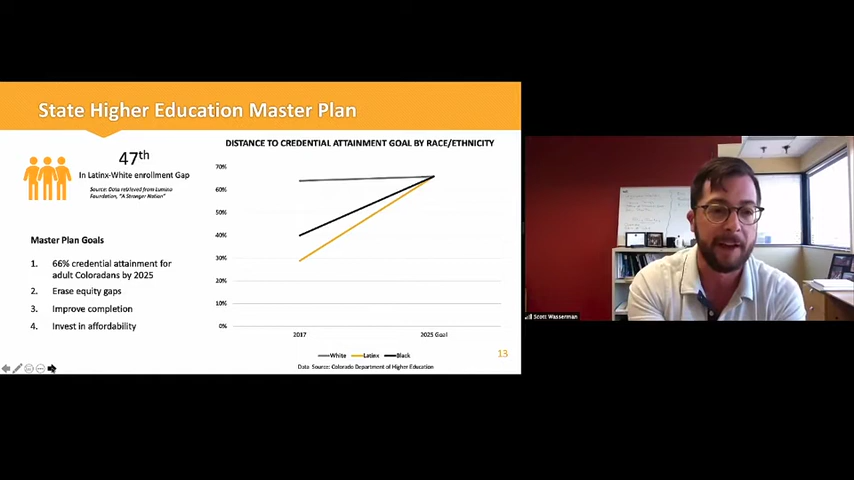 State Higher Education Master Plan
47th
In Latinx-White enrollment Gap
Source: Data retrieved from Lumina
Foundation, "A Stronger Nation"
Master Plan Goals
1. 66% credential attainment for
adult Coloradans by 2025
2. Erase equity gaps
3. Improve completion
4. Invest in affordability
DISTANCE TO CREDENTIAL ATTAINMENT GOAL BY RACE/ETHNICITY
70%
60%
50%
40%
30%
20%
10%
0%
2017 2025 Goal
White Latinx Black
Data Source: Colorado Department of Higher Education
13
Scott Wasserman